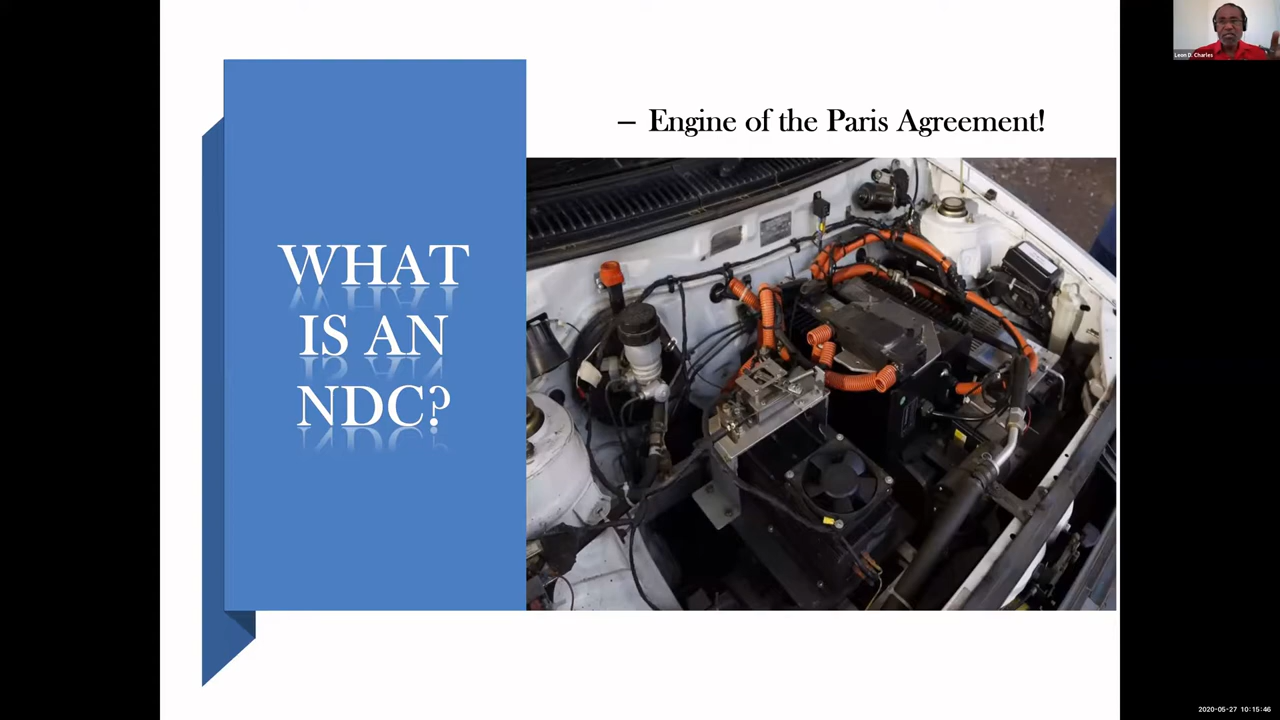 Leon D. Charles
– Engine of the Paris Agreement!
WHAT
IS AN
NDC?
2020-05-27 10:15:46